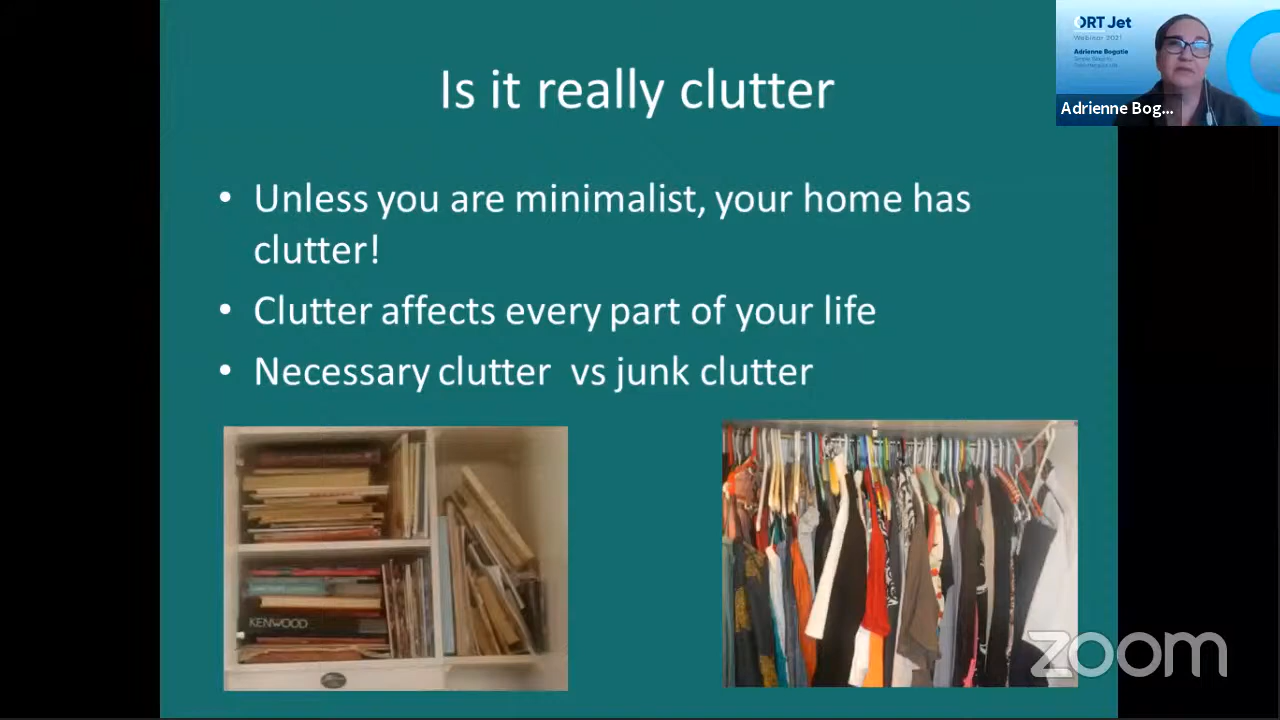 Is it really clutter
• Unless you are minimalist, your home has
clutter!
• Clutter affects every part of your life
• Necessary clutter vs junk clutter
KENWOOD
ORT Jet
Webinar 2021
Adrienne Bogatie
Adrienne Bog...
zoom